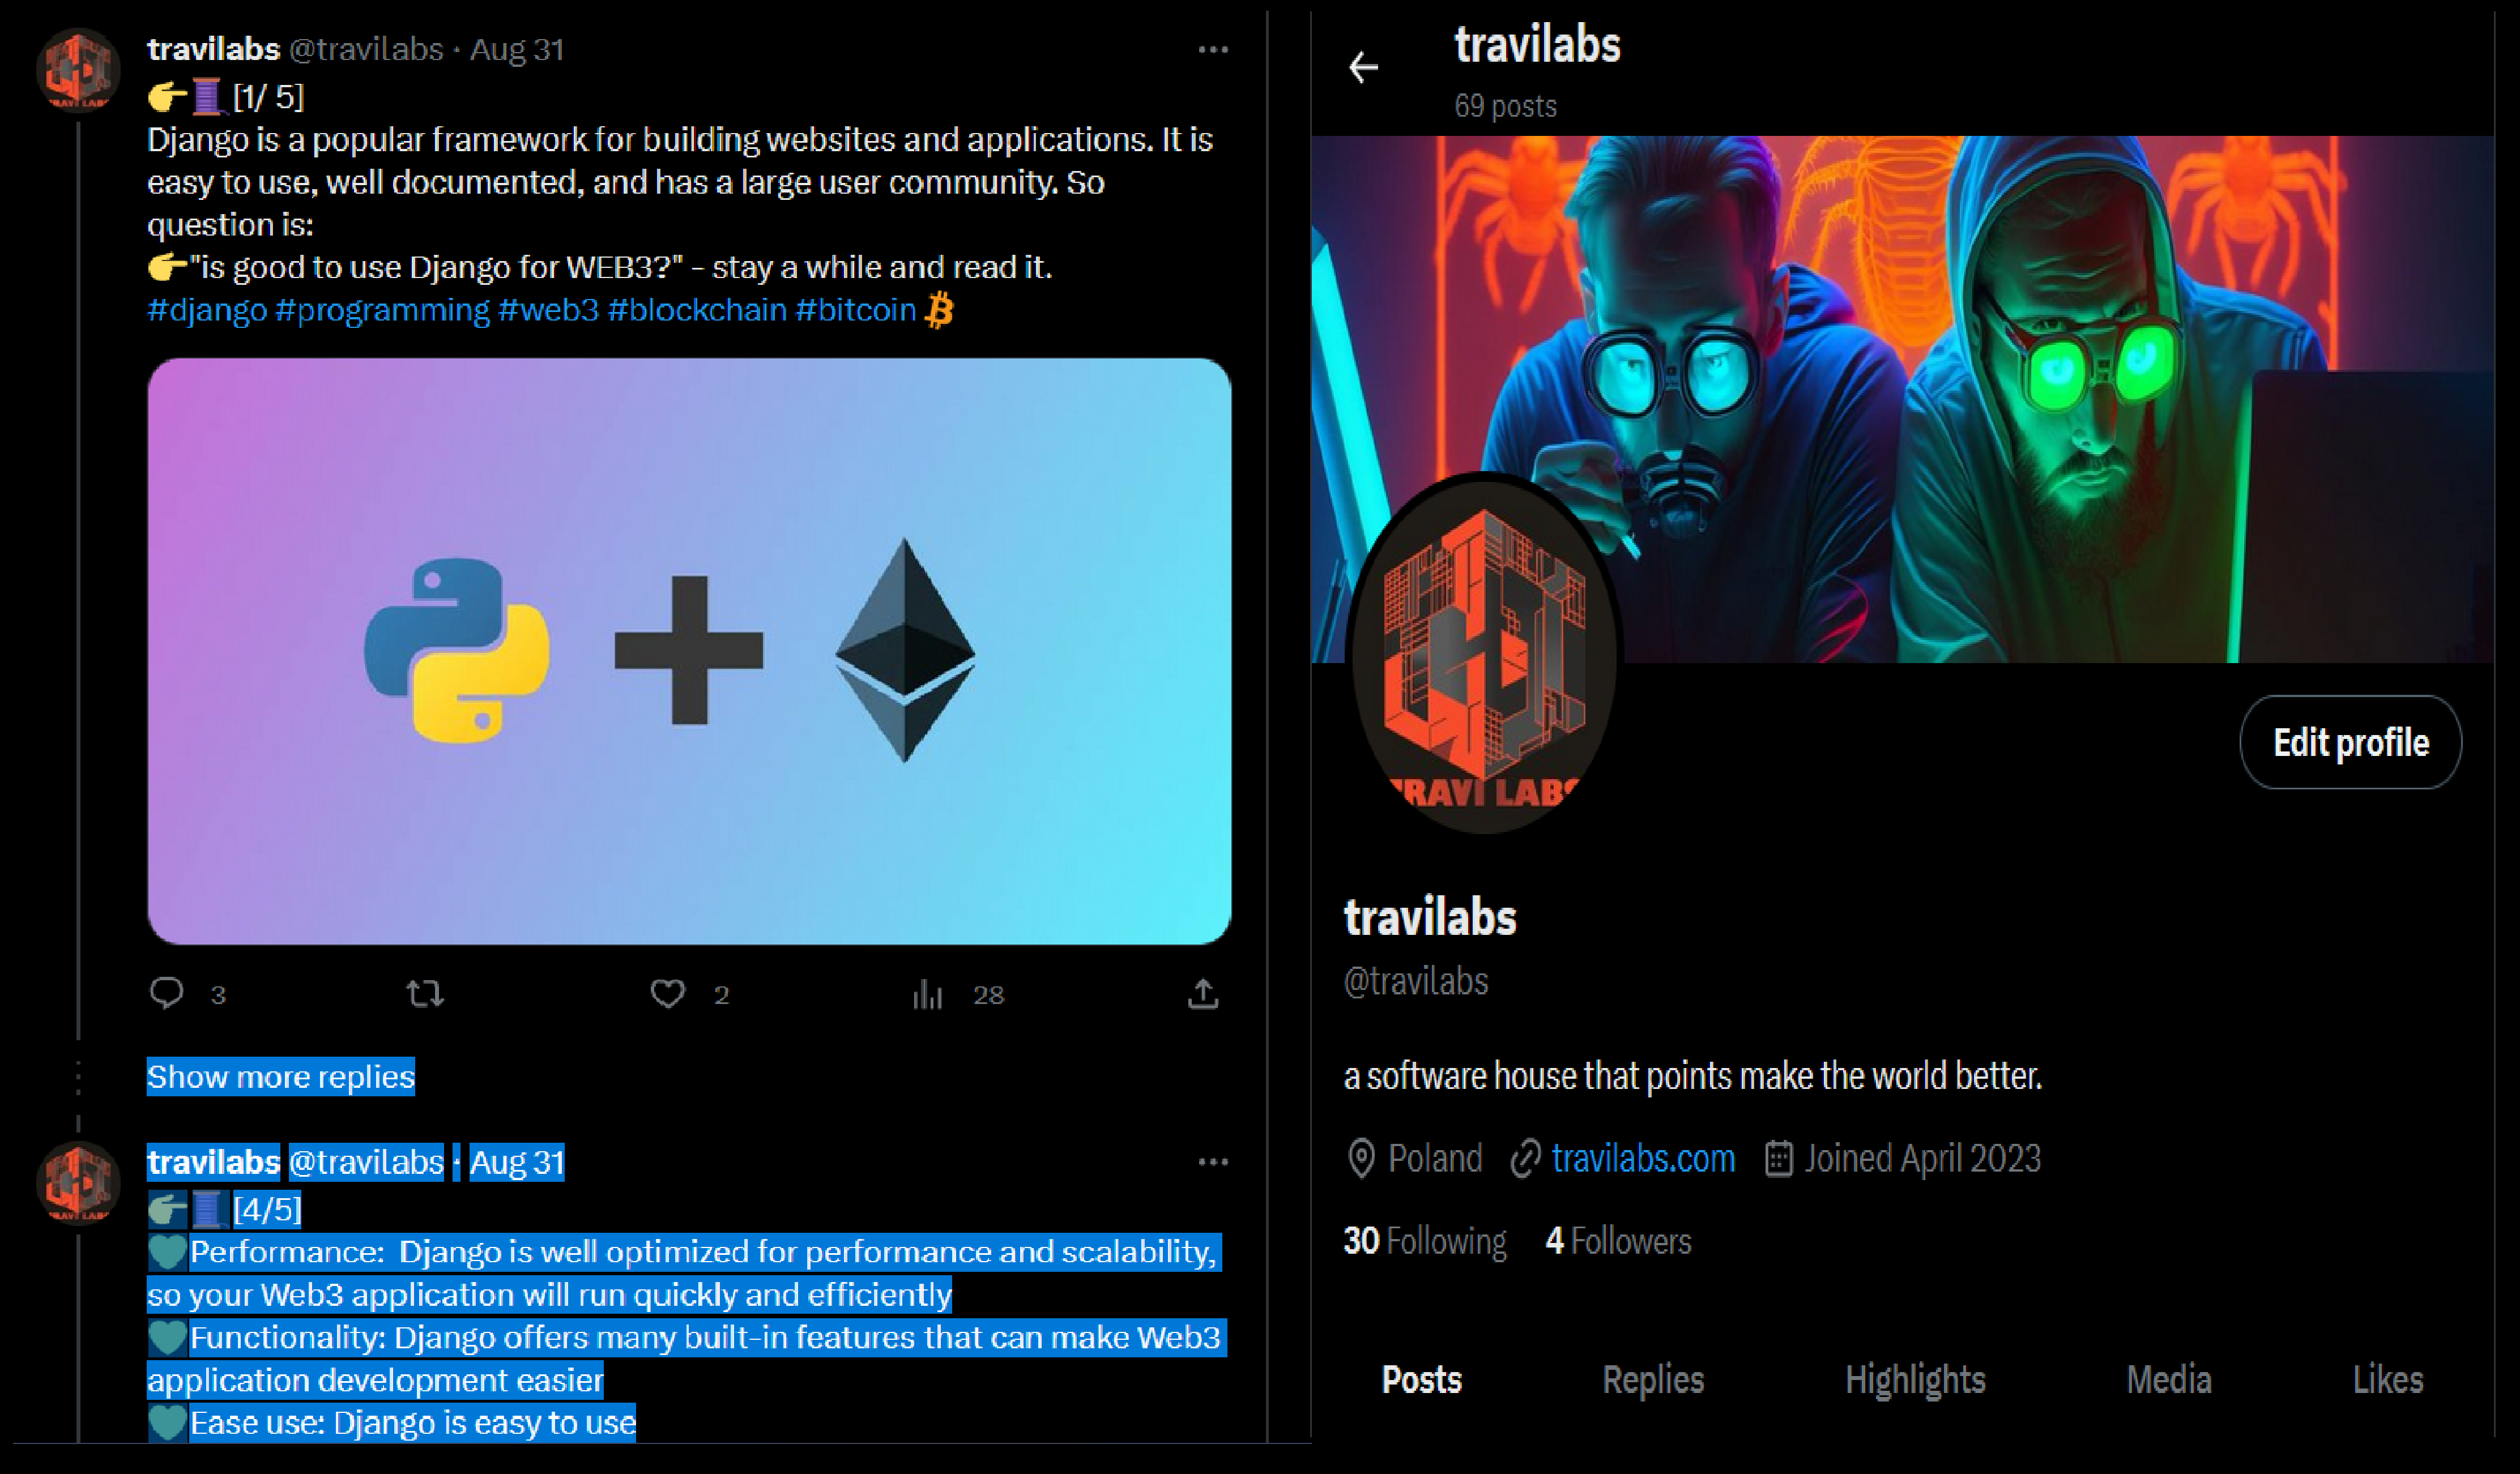 travilabs @travilabs · Aug 31
👉🧵[1/ 5]
Django is a popular framework for building websites and applications. It is
easy to use, well documented, and has a large user community. So
question is:
👉"is good to use Django for WEB3?" - stay a while and read it.
#django #programming #web3 #blockchain #bitcoin
3 2 28
Show more replies
travilabs @travilabs · Aug 31
👉🧵[4/5]
💚Performance:  Django is well optimized for performance and scalability,
so your Web3 application will run quickly and efficiently
💚Functionality: Django offers many built-in features that can make Web3
application development easier
💚Ease use: Django is easy to use
travilabs
69 posts
TRAVI LABS
Edit profile
travilabs
@travilabs
a software house that points make the world better.
Poland travilabs.com Joined April 2023
30 Following 4 Followers
Posts Replies Highlights Media Likes